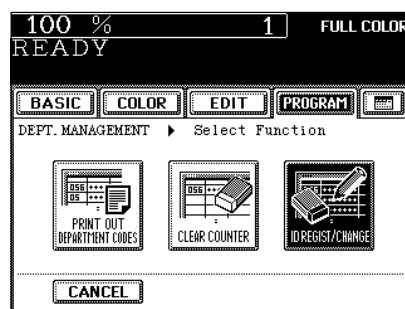 100 % 1 FULL COLOR
READY
BASIC COLOR EDIT PROGRAM
DEPT. MANAGEMENT ▶ Select Function
PRINT OUT
DEPARTMENT CODES
CLEAR COUNTER
ID REGIST/CHANGE
CANCEL